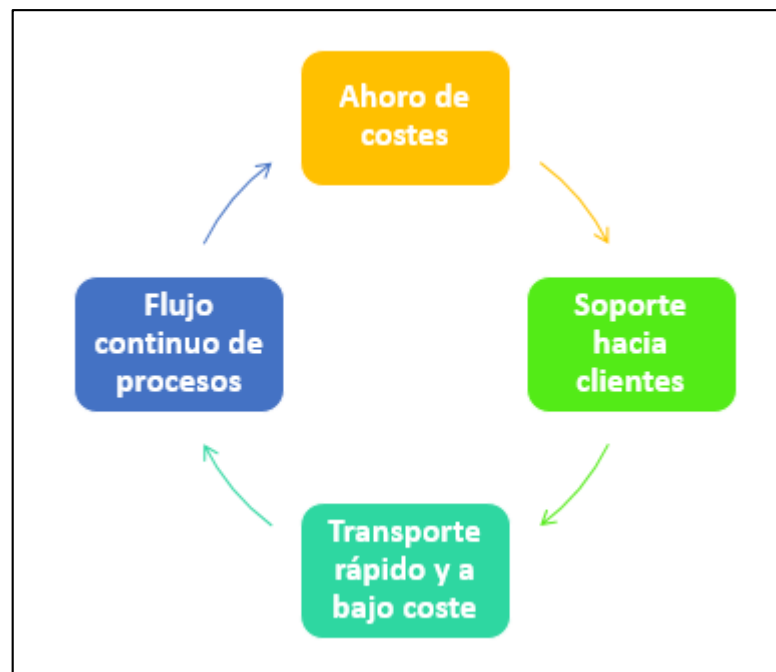 Ahoro de
costes
Soporte
hacia
clientes
Transporte
rápido y a
bajo coste
Flujo
continuo de
procesos